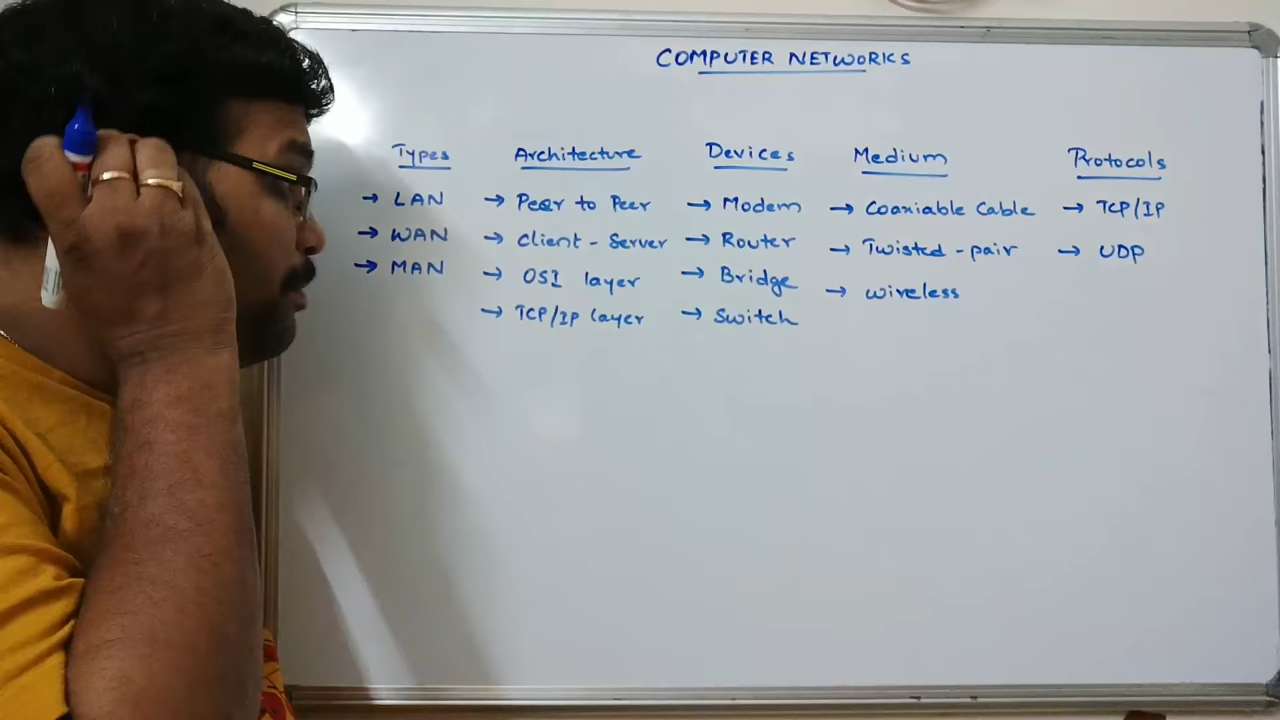 COMPUTER NETWORKS
Types
→ LAN
→ WAN
→ MAN
Architecture
→ Peer to Peer
→ Client - Server
→ OSI layer
→ TCP/IP layer
Devices
→ Modem
→ Router
→ Bridge
→ Switch
Medium
→ Coaxiable Cable
→ Twisted - pair
→ wireless
Protocols
→ TCP/IP
→ UDP